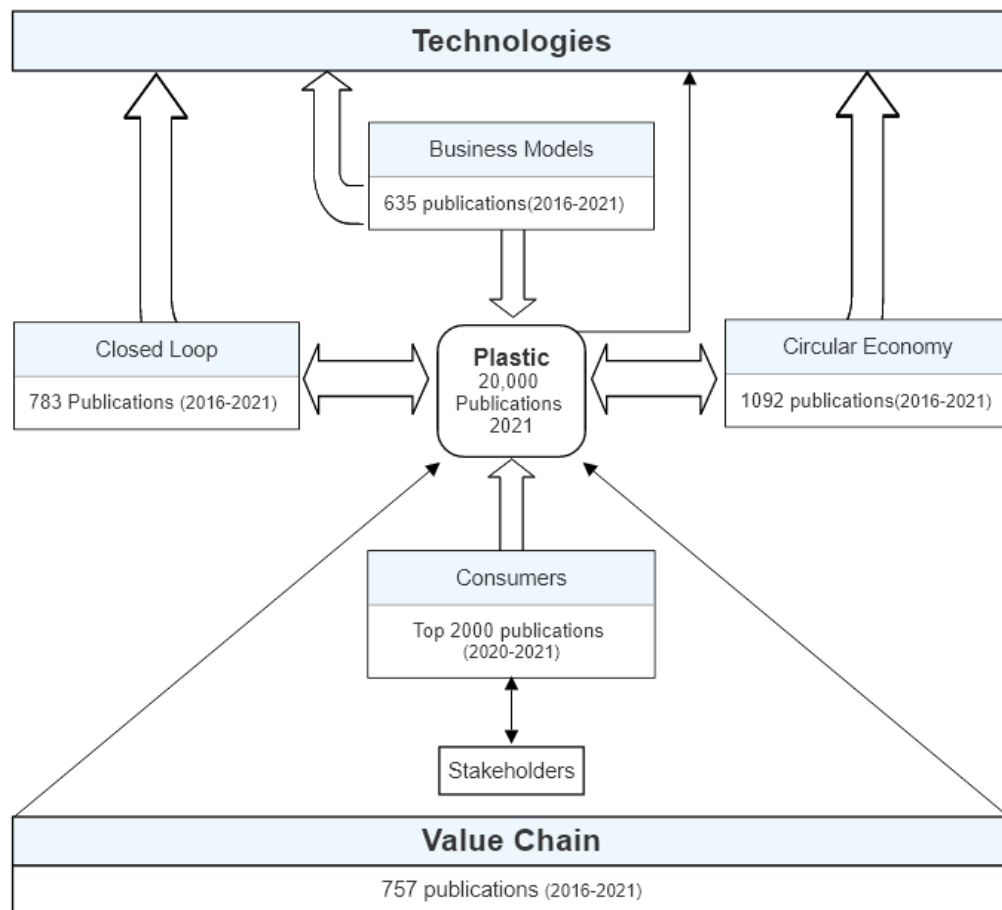 Technologies
Business Models
635 publications(2016-2021)
Closed Loop
783 Publications (2016-2021)
Plastic
20,000
Publications
2021
Circular Economy
1092 publications(2016-2021)
Consumers
Top 2000 publications
(2020-2021)
Stakeholders
Value Chain
757 publications (2016-2021)